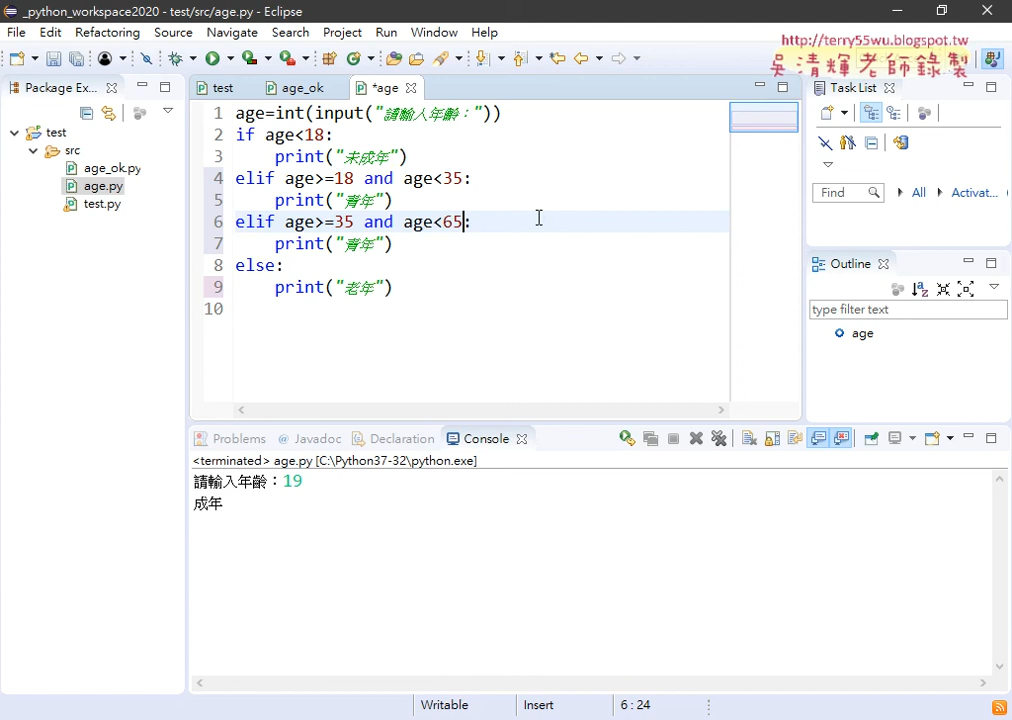 _python_workspace2020 - test/src/age.py - Eclipse
File Edit Refactoring Source Navigate Search Project Run Window Help
http://terry55wu.blogspot.tw
吳清輝老師錄製
Package Ex...
test age_ok *age
Task List
test
src
age_ok.py
age.py
test.py
1 age=int(input("請輸入年齡："))
2 if age<18:
3 print("未成年")
4 elif age>=18 and age<35:
5 print("青年")
6 elif age>=35 and age<65:
7 print("青年")
8 else:
9 print("老年")
10
Find All Activat...
Outline
type filter text
age
Problems @ Javadoc Declaration Console
<terminated> age.py [C:\Python37-32\python.exe]
請輸入年齡：19
成年
Writable Insert 6 : 24